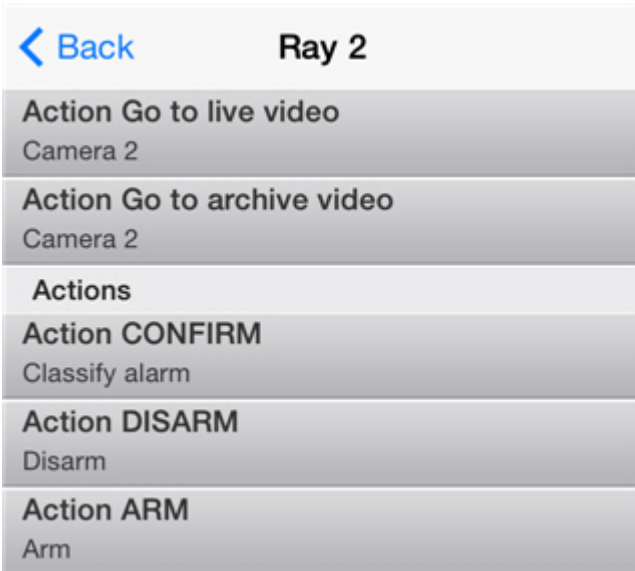 Back Ray 2
Action Go to live video
Camera 2
Action Go to archive video
Camera 2
Actions
Action CONFIRM
Classify alarm
Action DISARM
Disarm
Action ARM
Arm